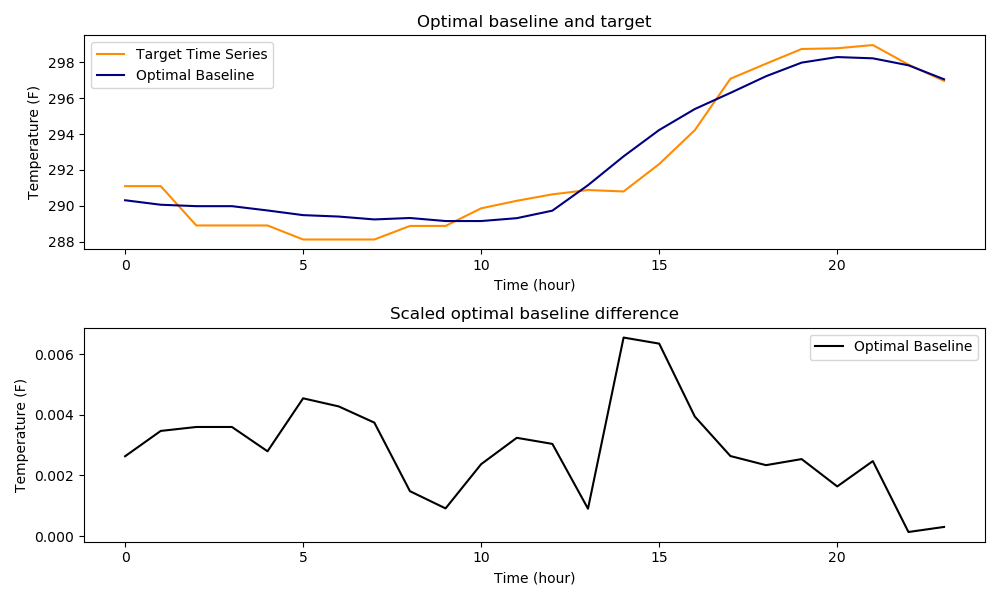 Optimal baseline and target
Target Time Series
Optimal Baseline
Temperature (F)
298
296
294
292
290
288
0 5 10 15 20
Time (hour)
Scaled optimal baseline difference
Optimal Baseline
Temperature (F)
0.006
0.004
0.002
0.000
0 5 10 15 20
Time (hour)